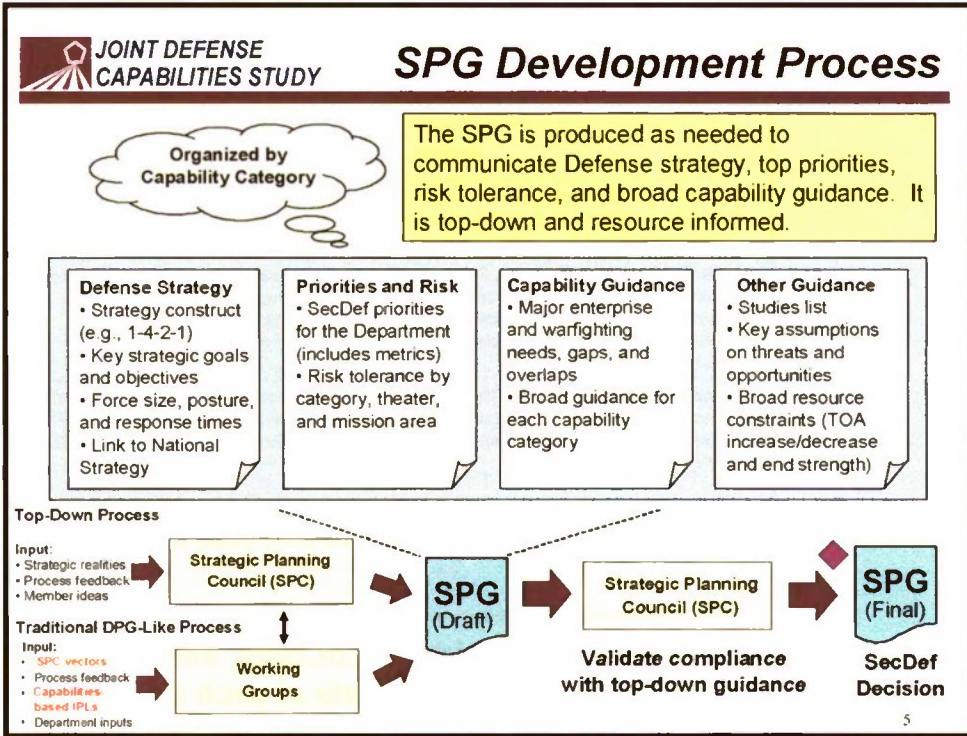 JOINT DEFENSE
CAPABILITIES STUDY
SPG Development Process
Organized by
Capability Category
The SPG is produced as needed to
communicate Defense strategy, top priorities,
risk tolerance, and broad capability guidance. It
is top-down and resource informed.
Defense Strategy
• Strategy construct
(e.g., 1-4-2-1)
• Key strategic goals
and objectives
• Force size, posture,
and response times
• Link to National
Strategy
Priorities and Risk
• SecDef priorities
for the Department
(includes metrics)
• Risk tolerance by
category, theater,
and mission area
Capability Guidance
• Major enterprise
and warfighting
needs, gaps, and
overlaps
• Broad guidance for
each capability
category
Other Guidance
• Studies list
• Key assumptions
on threats and
opportunities
• Broad resource
constraints (TOA
increase/decrease
and end strength)
Top-Down Process
Input:
• Strategic realities
• Process feedback
• Member ideas
Strategic Planning
Council (SPC)
Traditional DPG-Like Process
Input:
• SPC vectors
• Process feedback
• Capabilities-
based IPLs
• Department inputs
Working
Groups
SPG
(Draft)
Strategic Planning
Council (SPC)
Validate compliance
with top-down guidance
SPG
(Final)
SecDef
Decision
5